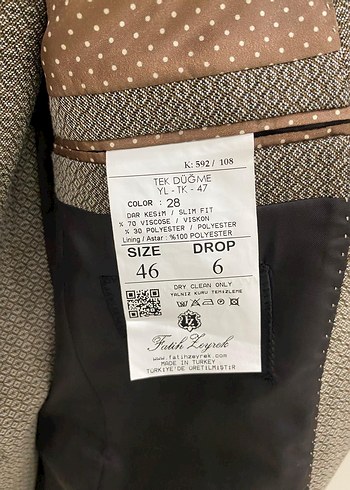 K: 592 / 108
TEK DÜĞME
YL - TK - 47
COLOR : 28
DAR KESİM / SLIM FIT
% 70 VISCOSE / VISKON
% 30 POLYESTER / POLYESTER
Lining / Astar : %100 POLYESTER
SIZE DROP
46 6
DRY CLEAN ONLY
YALNIZ KURU TEMİZLEME
Fatih Zeyrek
www.fatihzeyrek.com
MADE IN TURKEY
TÜRKİYE'DE ÜRETİLMİŞTİR